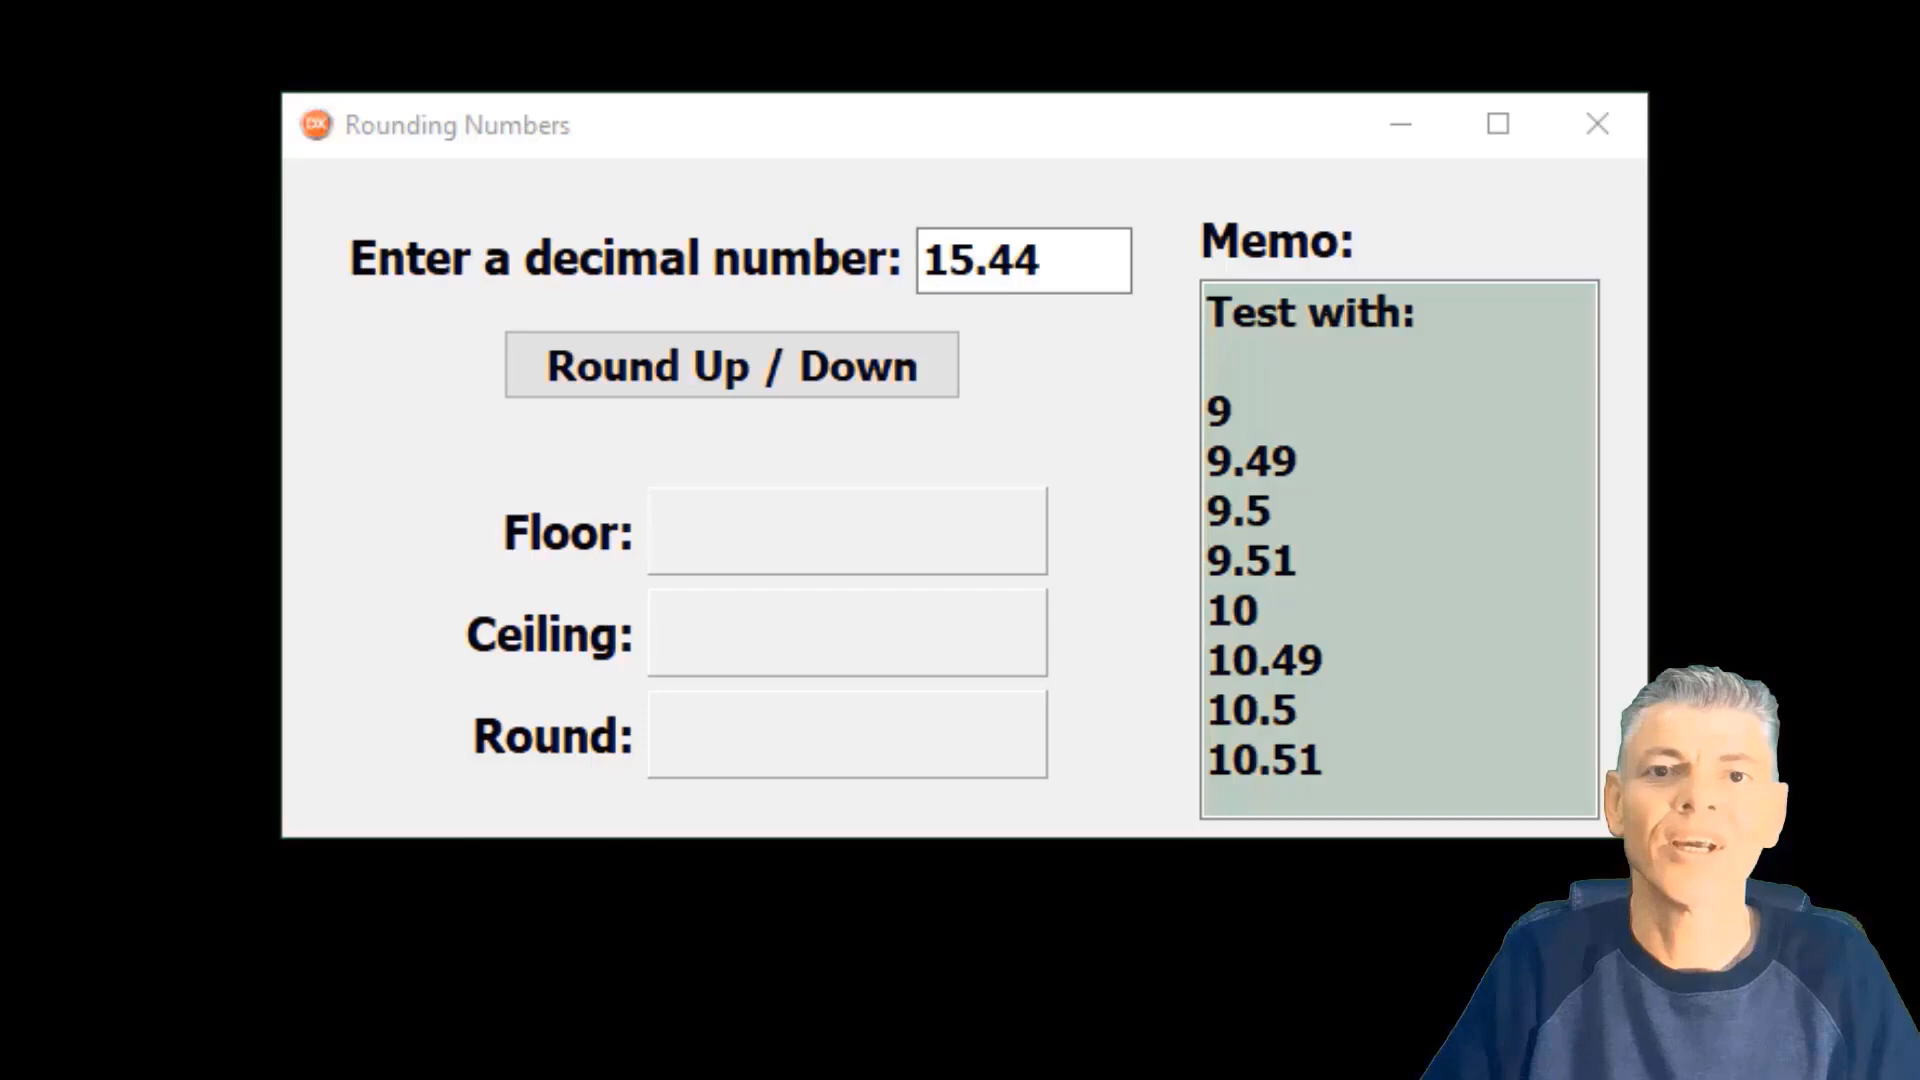 DX Rounding Numbers
Enter a decimal number: 15.44
Round Up / Down
Floor:
Ceiling:
Round:
Memo:
Test with:
9
9.49
9.5
9.51
10
10.49
10.5
10.51